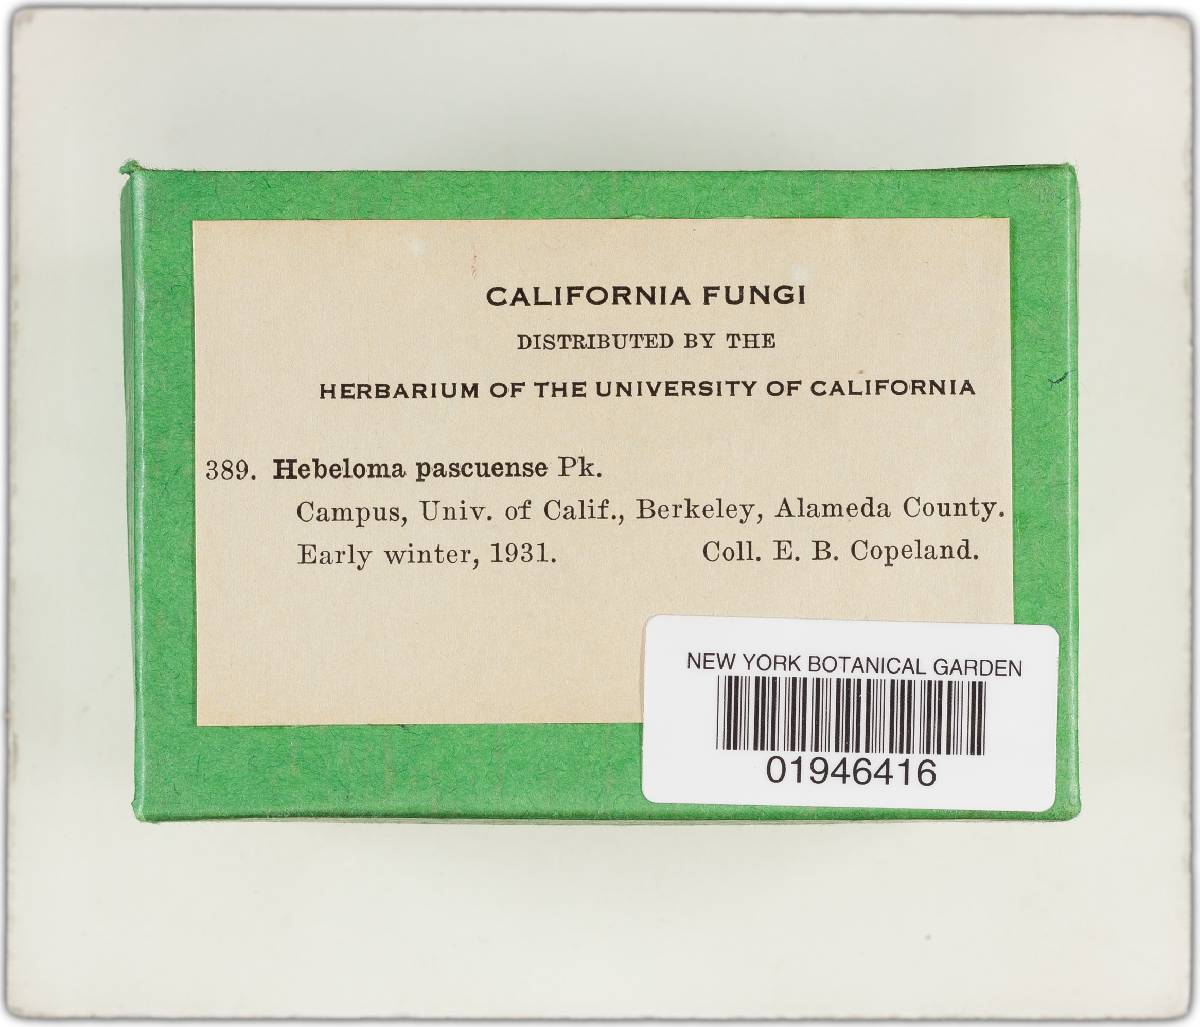 CALIFORNIA FUNGI
DISTRIBUTED BY THE
HERBARIUM OF THE UNIVERSITY OF CALIFORNIA
389. Hebeloma pascuense Pk.
Campus, Univ. of Calif., Berkeley, Alameda County.
Early winter, 1931. Coll. E. B. Copeland.
NEW YORK BOTANICAL GARDEN
01946416